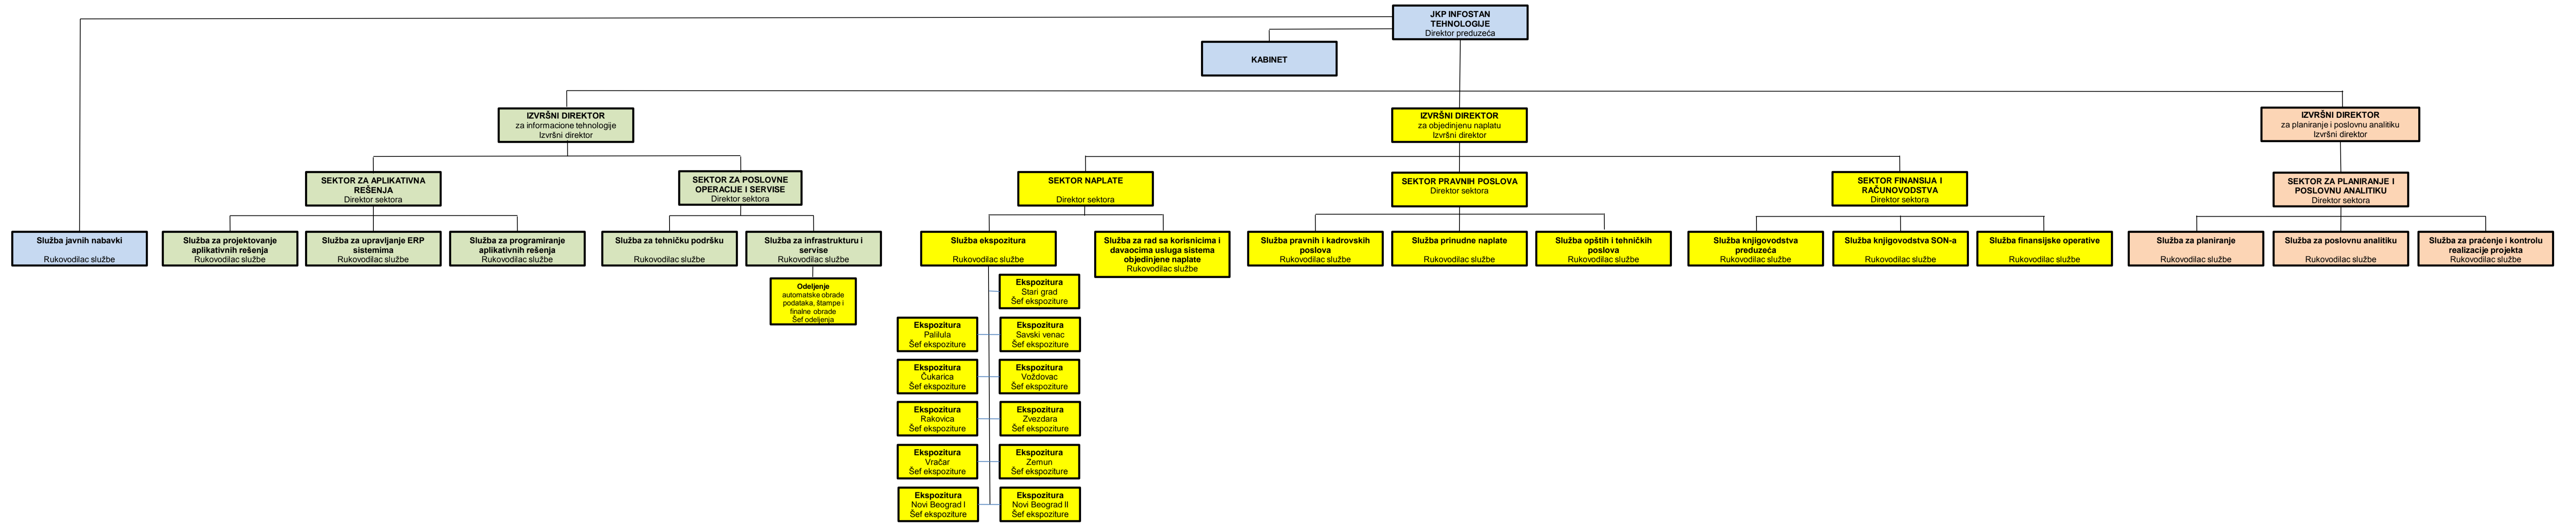 JKP INFOSTAN
TEHNOLOGIJE
Direktor preduzeća
KABINET
IZVRŠNI DIREKTOR
za informacione tehnologije
Izvršni direktor
IZVRŠNI DIREKTOR
za objedinjenu naplatu
Izvršni direktor
IZVRŠNI DIREKTOR
za planiranje i poslovnu analitiku
Izvršni direktor
SEKTOR ZA APLIKATIVNA
REŠENJA
Direktor sektora
SEKTOR ZA POSLOVNE
OPERACIJE I SERVISE
Direktor sektora
SEKTOR NAPLATE
Direktor sektora
SEKTOR PRAVNIH POSLOVA
Direktor sektora
SEKTOR FINANSIJA I
RAČUNOVODSTVA
Direktor sektora
SEKTOR ZA PLANIRANJE I
POSLOVNU ANALITIKU
Direktor sektora
Služba javnih nabavki
Rukovodilac službe
Služba za projektovanje
aplikativnih rešenja
Rukovodilac službe
Služba za upravljanje ERP
sistemima
Rukovodilac službe
Služba za programiranje
aplikativnih rešenja
Rukovodilac službe
Služba za tehničku podršku
Rukovodilac službe
Služba za infrastrukturu i
servise
Rukovodilac službe
Služba ekspozitura
Rukovodilac službe
Služba za rad sa korisnicima i
davaocima usluga sistema
objedinjene naplate
Rukovodilac službe
Služba pravnih i kadrovskih
poslova
Rukovodilac službe
Služba prinudne naplate
Rukovodilac službe
Služba opštih i tehničkih
poslova
Rukovodilac službe
Služba knjigovodstva
preduzeća
Rukovodilac službe
Služba knjigovodstva SON-a
Rukovodilac službe
Služba finansijske operative
Rukovodilac službe
Služba za planiranje
Rukovodilac službe
Služba za poslovnu analitiku
Rukovodilac službe
Služba za praćenje i kontrolu
realizacije projekta
Rukovodilac službe
Odeljenje
automatske obrade
podataka, štampe i
finalne obrade
Šef odeljenja
Ekspozitura
Stari grad
Šef ekspoziture
Ekspozitura
Palilula
Šef ekspoziture
Ekspozitura
Savski venac
Šef ekspoziture
Ekspozitura
Čukarica
Šef ekspoziture
Ekspozitura
Voždovac
Šef ekspoziture
Ekspozitura
Rakovica
Šef ekspoziture
Ekspozitura
Zvezdara
Šef ekspoziture
Ekspozitura
Vračar
Šef ekspoziture
Ekspozitura
Zemun
Šef ekspoziture
Ekspozitura
Novi Beograd I
Šef ekspoziture
Ekspozitura
Novi Beograd II
Šef ekspoziture